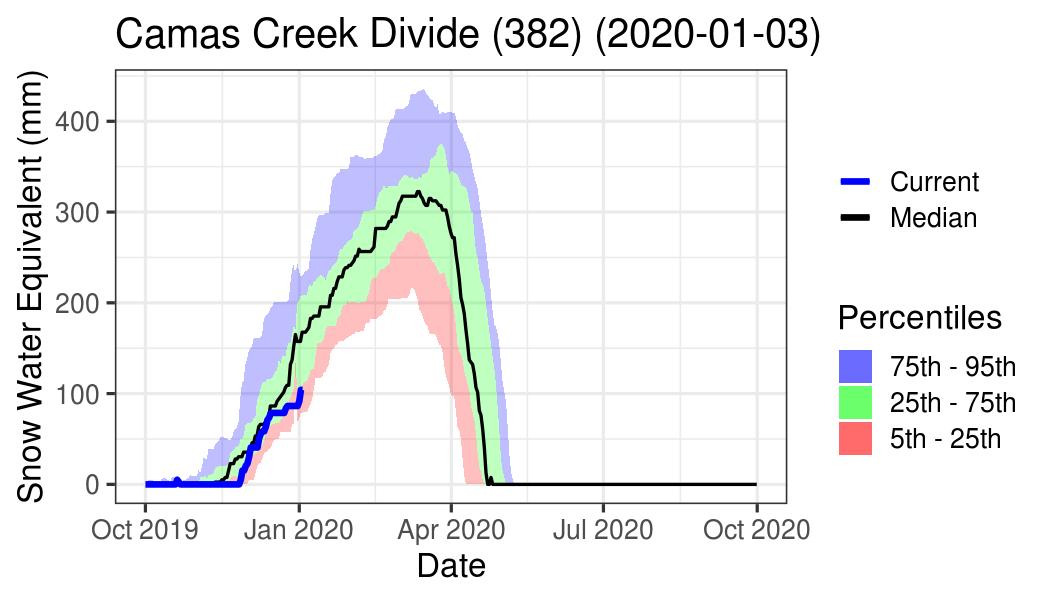 Camas Creek Divide (382) (2020-01-03)
Snow Water Equivalent (mm)
400
300
200
100
0
Oct 2019
Jan 2020
Apr 2020
Jul 2020
Oct 2020
Date
Current
Median
Percentiles
75th - 95th
25th - 75th
5th - 25th